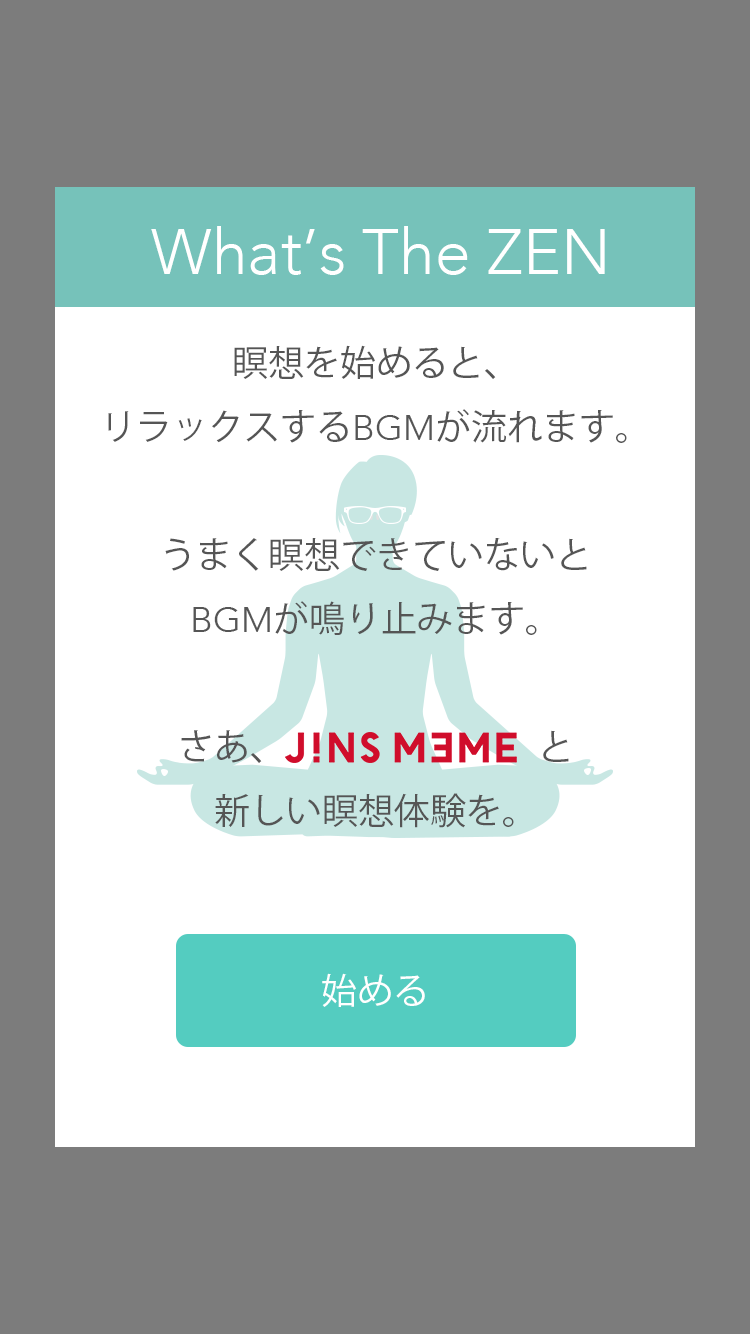 What’s The ZEN
瞑想を始めると、
リラックスするBGMが流れます。
うまく瞑想できていないと
BGMが鳴り止みます。
さあ、J!NS MEME と
新しい瞑想体験を。
始める